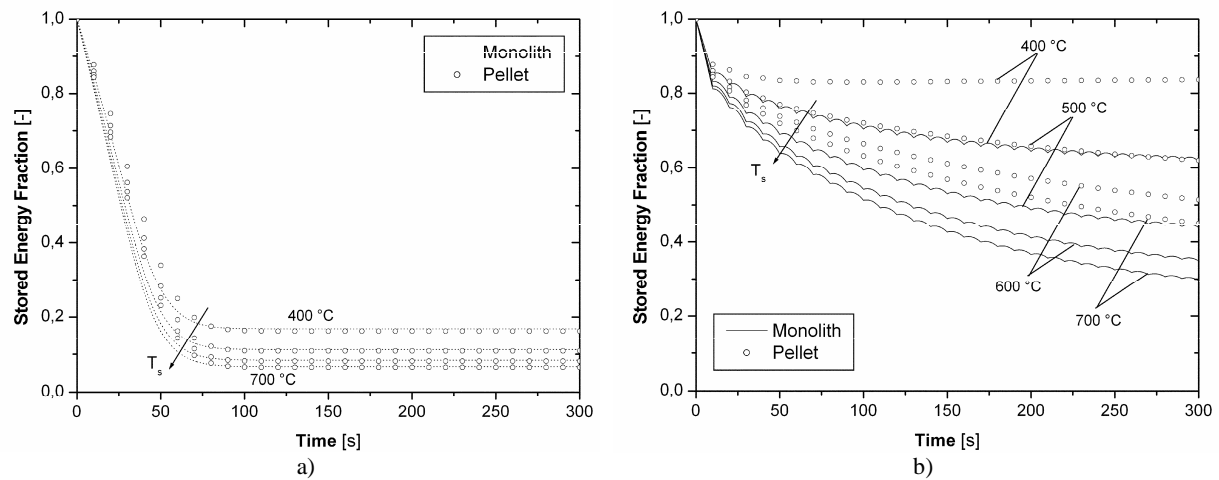 1,0
0,8
0,6
0,4
0,2
0,0
Stored Energy Fraction [-]
Monolith
Pellet
400 °C
T_s
700 °C
0 50 100 150 200 250 300
Time [s]
a)
1,0
0,8
0,6
0,4
0,2
0,0
Stored Energy Fraction [-]
400 °C
500 °C
T_s
600 °C
700 °C
Monolith
Pellet
0 50 100 150 200 250 300
Time [s]
b)